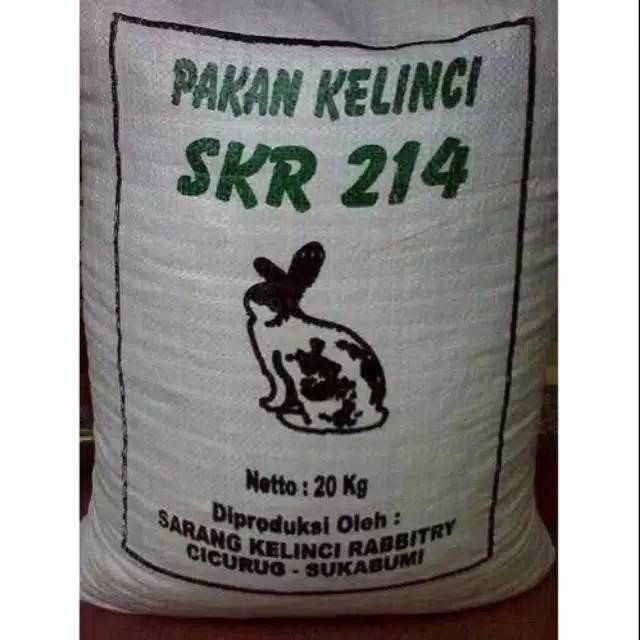 PAKAN KELINCI
SKR 214
Netto : 20 Kg
Diproduksi Oleh :
SARANG KELINCI RABBITRY
CICURUG - SUKABUMI